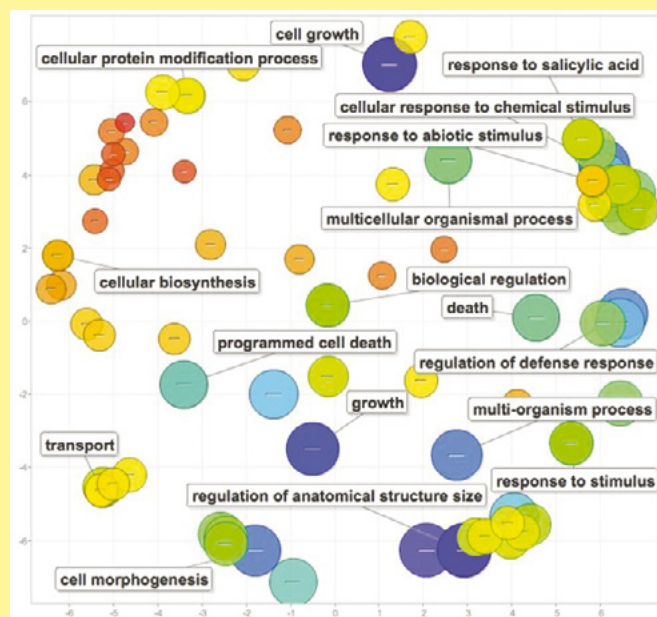 cell growth
cellular protein modification process
response to salicylic acid
6
cellular response to chemical stimulus
response to abiotic stimulus
4
multicellular organismal process
2
cellular biosynthesis
biological regulation
death
0
programmed cell death
regulation of defense response
-2
growth
multi-organism process
transport
-4
regulation of anatomical structure size
response to stimulus
-6
cell morphogenesis
-6 -5 -4 -3 -2 -1 0 1 2 3 4 5 6